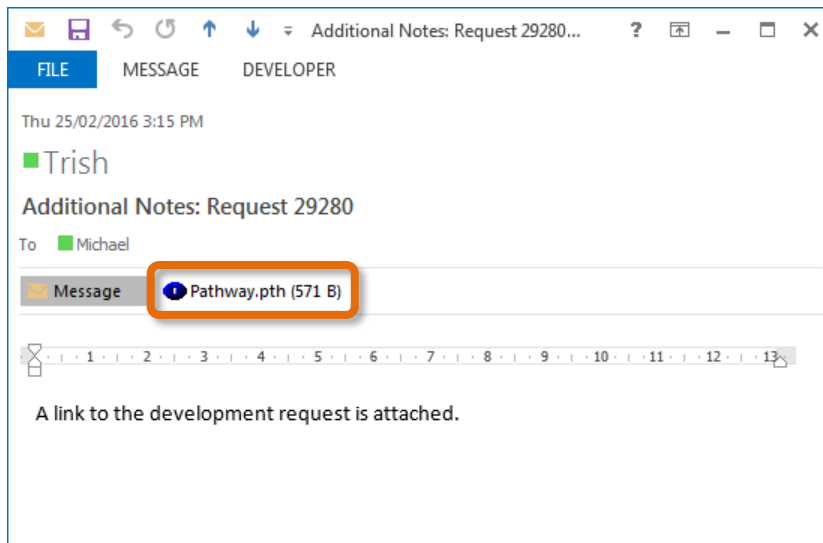 Additional Notes: Request 29280... ?
FILE MESSAGE DEVELOPER
Thu 25/02/2016 3:15 PM
Trish
Additional Notes: Request 29280
To Michael
Message Pathway.pth (571 B)
1 2 3 4 5 6 7 8 9 10 11 12 13
A link to the development request is attached.